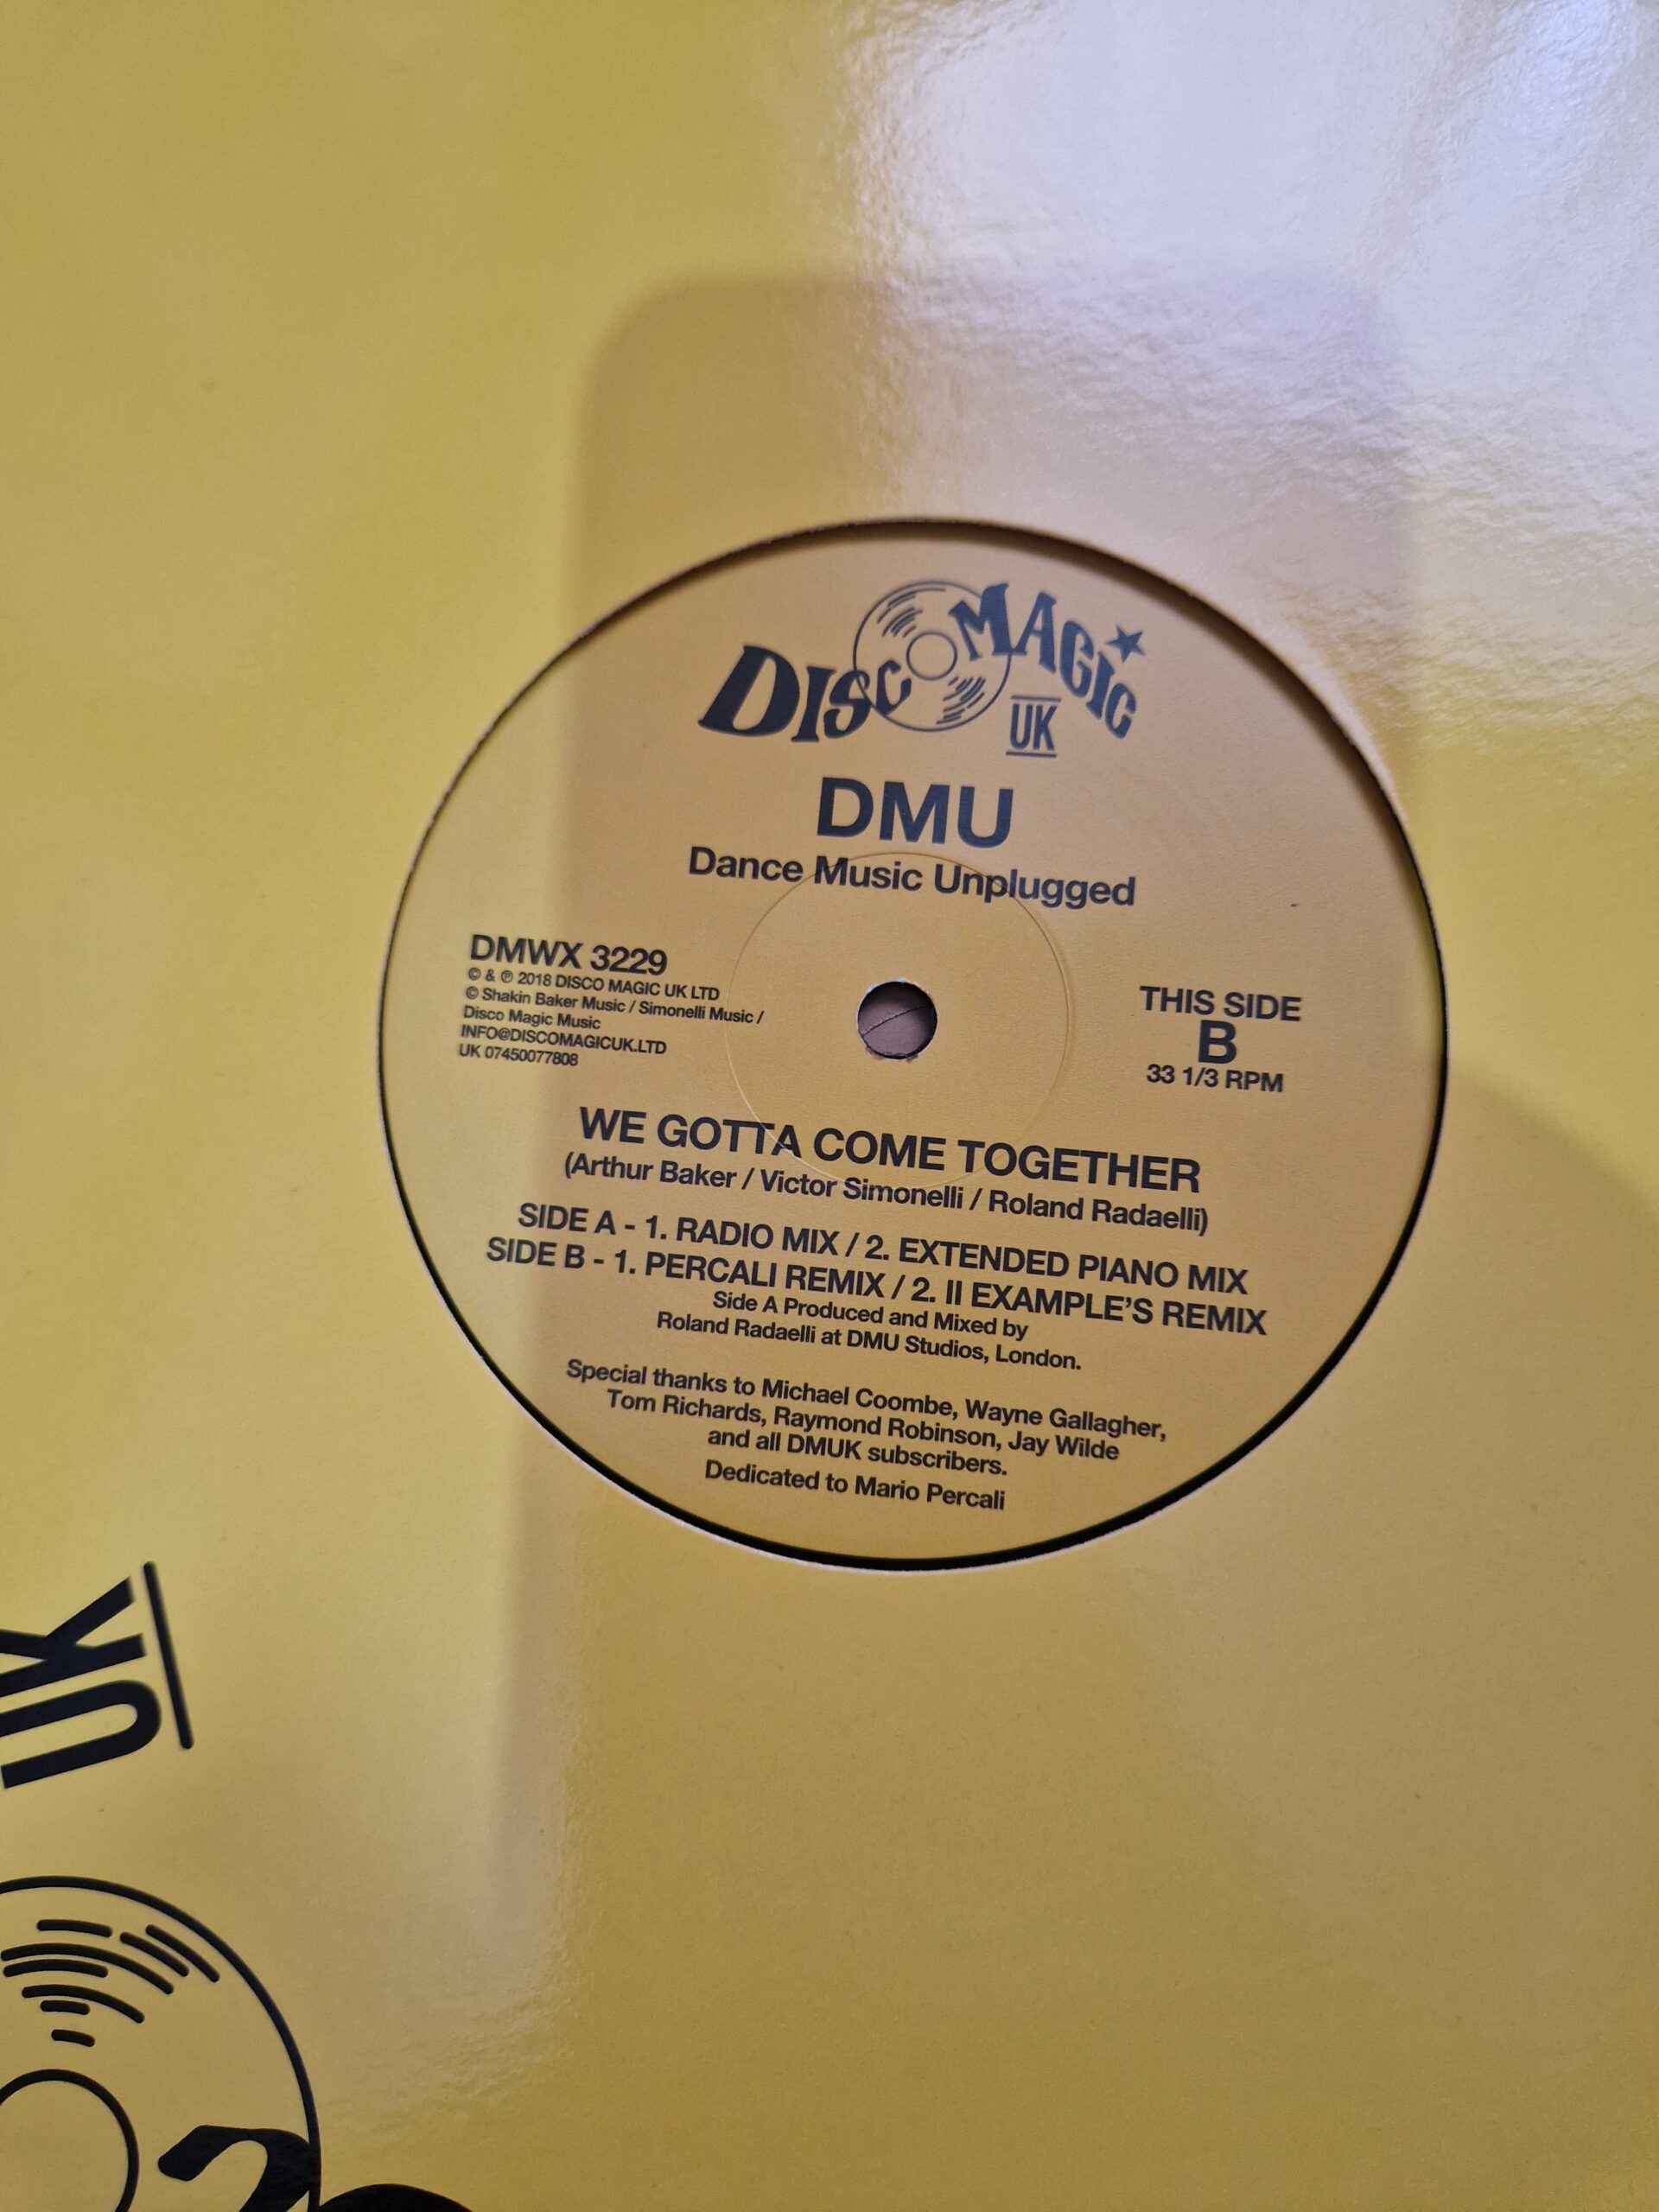 DISCO MAGIC
UK
DMU
Dance Music Unplugged
DMWX 3229
© & ℗ 2018 DISCO MAGIC UK LTD
© Shakin Baker Music / Simonelli Music /
Disco Magic Music
INFO@DISCOMAGICUK.LTD
UK 07450077808
THIS SIDE
B
33 1/3 RPM
WE GOTTA COME TOGETHER
(Arthur Baker / Victor Simonelli / Roland Radaelli)
SIDE A - 1. RADIO MIX / 2. EXTENDED PIANO MIX
SIDE B - 1. PERCALI REMIX / 2. II EXAMPLE'S REMIX
Side A Produced and Mixed by
Roland Radaelli at DMU Studios, London.
Special thanks to Michael Coombe, Wayne Gallagher,
Tom Richards, Raymond Robinson, Jay Wilde
and all DMUK subscribers.
Dedicated to Mario Percali
UK